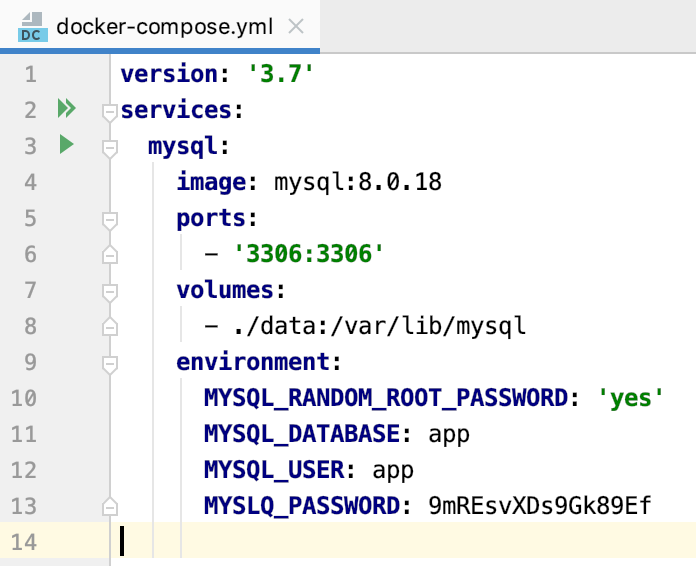 DC docker-compose.yml
1 version: '3.7'
2 services:
3 mysql:
4 image: mysql:8.0.18
5 ports:
6 - '3306:3306'
7 volumes:
8 - ./data:/var/lib/mysql
9 environment:
10 MYSQL_RANDOM_ROOT_PASSWORD: 'yes'
11 MYSQL_DATABASE: app
12 MYSQL_USER: app
13 MYSLQ_PASSWORD: 9mREsvXDs9Gk89Ef
14